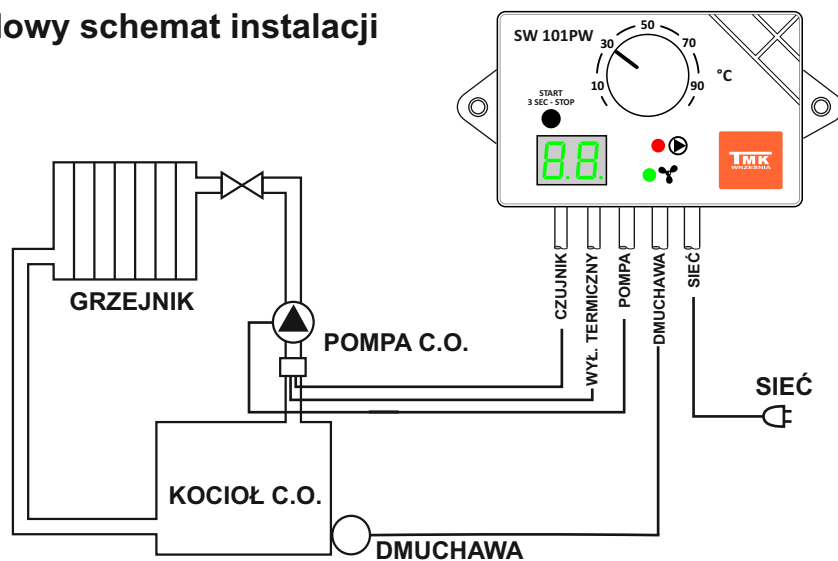 lowy schemat instalacji
SW 101PW
10 30 50 70 90
°C
START
3 SEC - STOP
8.8.
TMK
WRZEŚNIA
CZUJNIK
WYŁ. TERMICZNY
POMPA
DMUCHAWA
SIEĆ
GRZEJNIK
POMPA C.O.
SIEĆ
KOCIOŁ C.O.
DMUCHAWA